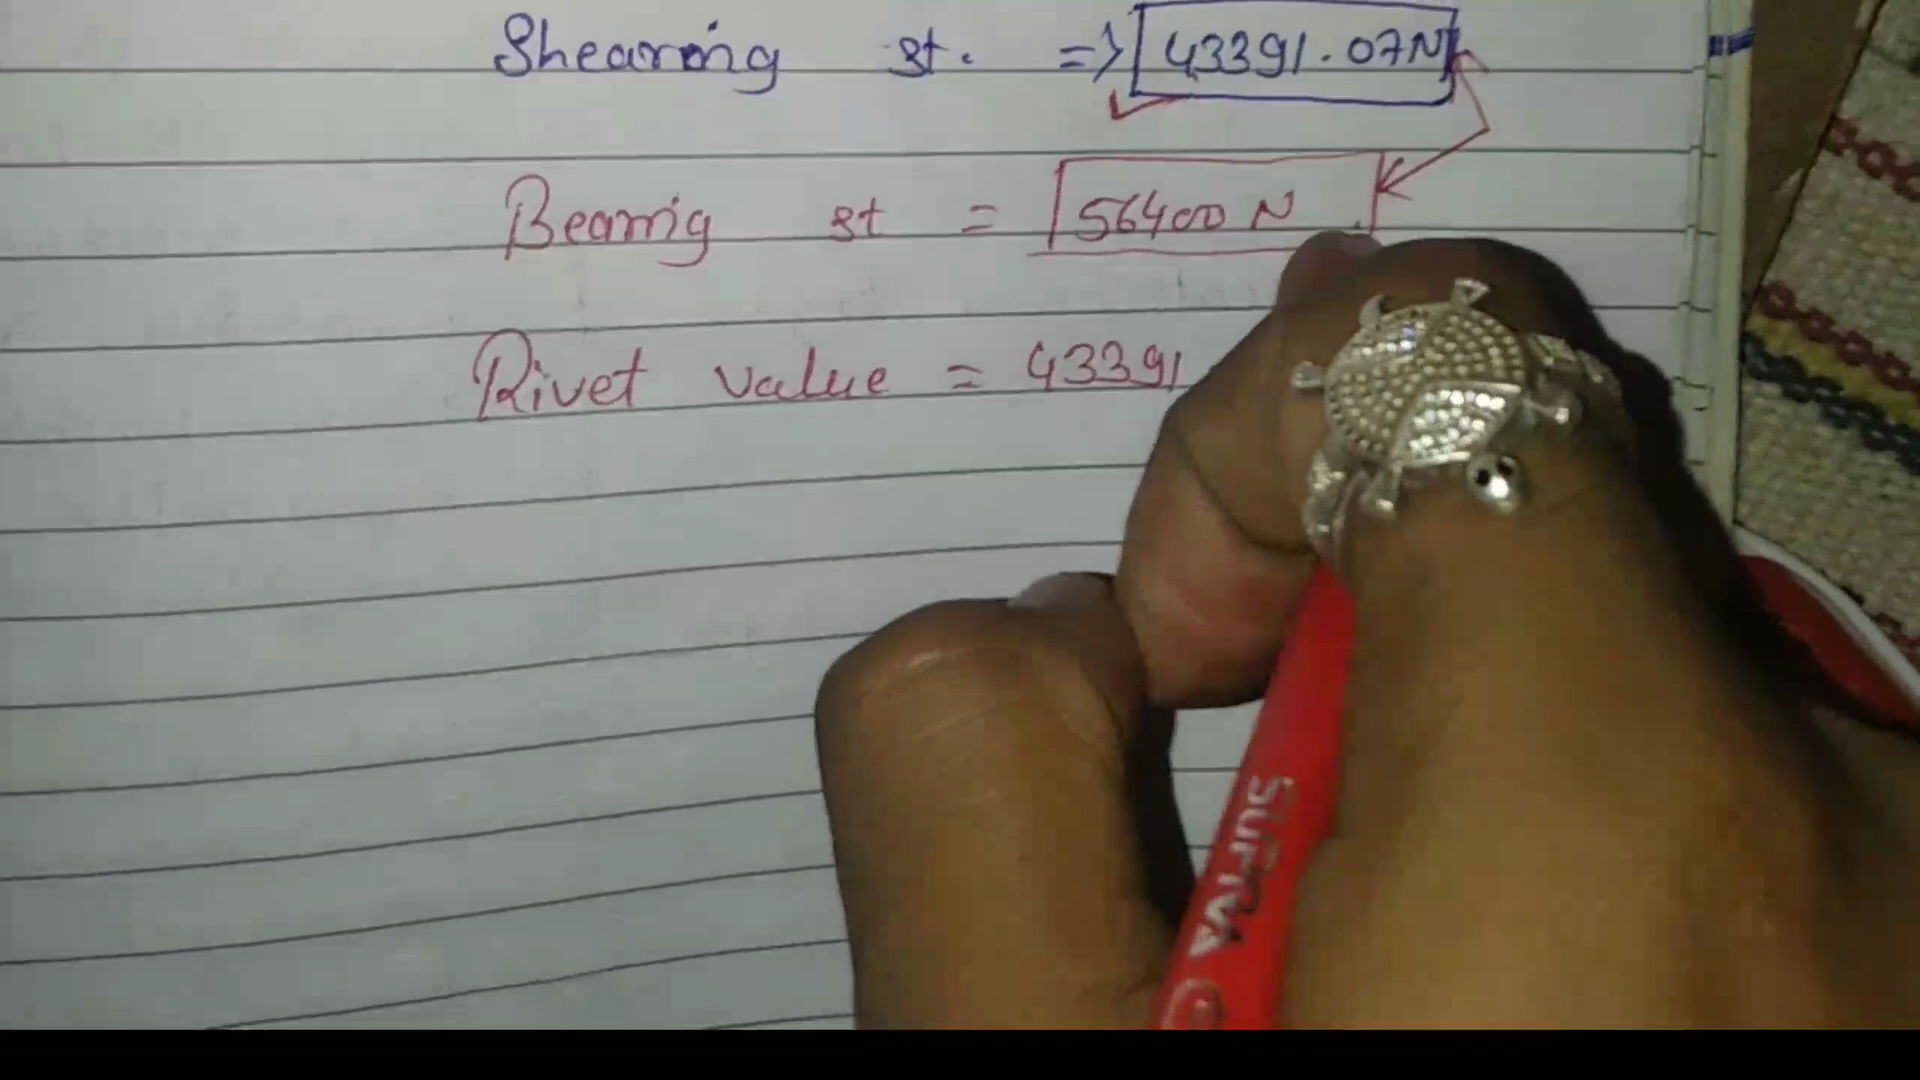 Shearing st. => 43391.07N
Bearing st = 56400 N
Rivet value = 43391
SUPRA